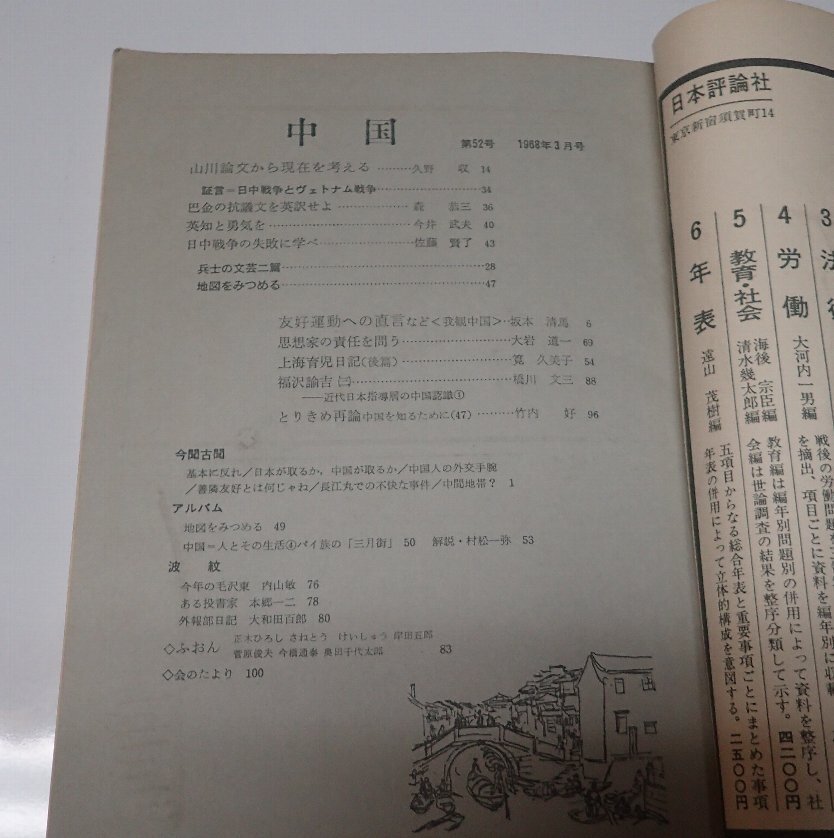 中国
第52号 1968年3月号
山川論文から現在を考える………久野 収 14
証言＝日中戦争とヴェトナム戦争………………34
巴金の抗議文を英訳せよ………………森 恭三 36
英知と勇気を………………今井 武夫 40
日中戦争の失敗に学べ………………佐藤 賢了 43
兵士の文芸二篇………………28
地図をみつめる………………47
友好運動への直言など＜我観中国＞…坂本 清馬 6
思想家の責任を問う………………大岩 道一 69
上海育児日記(後篇)………………筧 久美子 54
福沢諭吉㈡………………橋川 文三 88
――近代日本指導層の中国認識①
とりきめ再論中国を知るために(47)………竹内 好 96
今聞古聞
基本に反れ／日本が取るか，中国が取るか／中国人の外交手腕
／善隣友好とは何じゃね／長江丸での不快な事件／中間地帯？ 1
アルバム
地図をみつめる 49
中国＝人とその生活④パイ族の「三月街」 50 解説・村松一弥 53
波紋
今年の毛沢東 内山敏 76
ある投書家 本郷一二 78
外報部日記 大和田百郎 80
◇ふおん 正木ひろし さねとう けいしゅう 岸田五郎
菅原俊夫 今橋通泰 奥田千代太郎 83
◇会のたより 100
日本評論社
東京新宿須賀町14
4 労働 大河内一男編
5 教育・社会 海後 宗臣編
清水幾太郎編
6 年表 遠山 茂樹編
を摘出、項目ごとに資料を編年別に収載
教育編は編年別問題別の併用によって資料を整序し、社
会編は世論調査の結果を整序分類して示す。四二〇〇円
五項目からなる総合年表と重要事項ごとにまとめた事項
年表の併用によって立体的構成を意図する。二五〇〇円